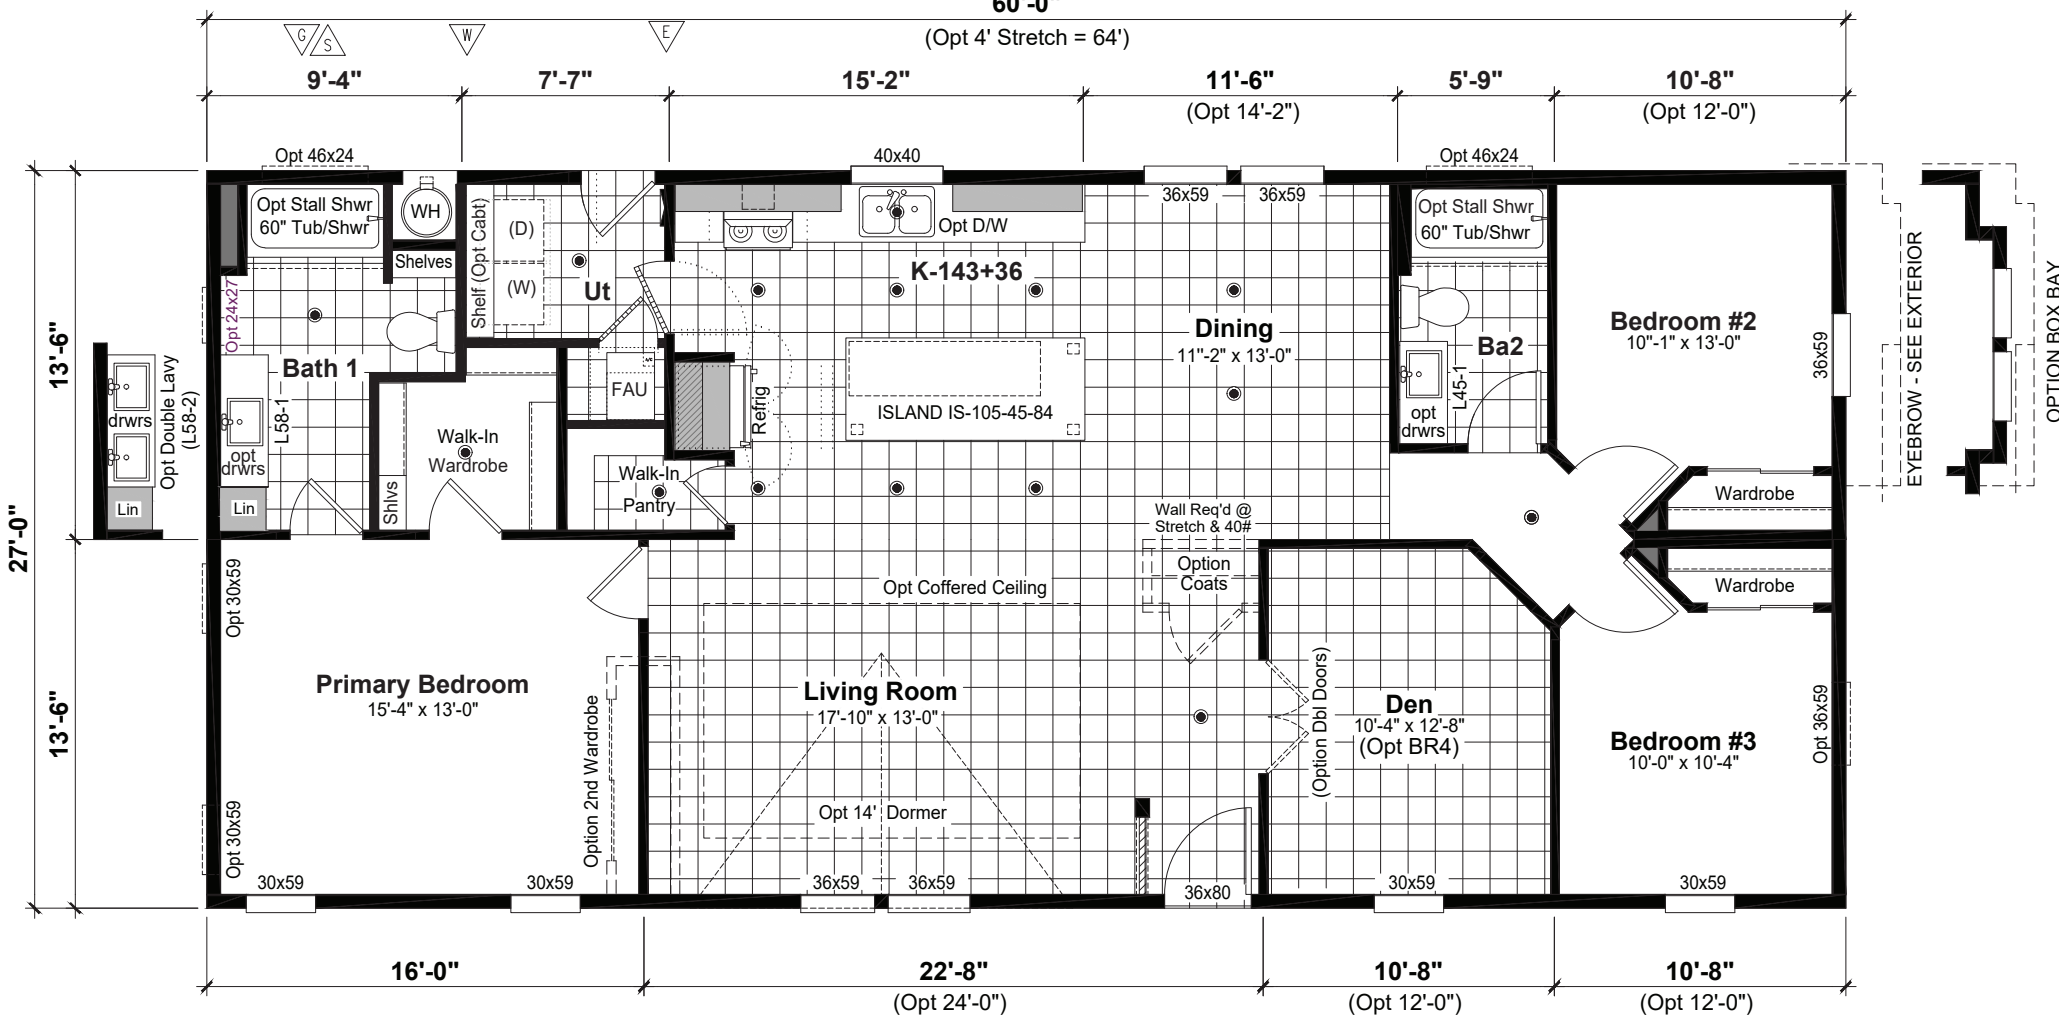 60'-0"
(Opt 4' Stretch = 64')
G
S
W
E
9'-4"
7'-7"
15'-2"
11'-6"
(Opt 14'-2")
5'-9"
10'-8"
(Opt 12'-0")
Opt 46x24
40x40
36x59
36x59
Opt 46x24
Opt Stall Shwr
60" Tub/Shwr
WH
Shelves
Shelf (Opt Cabt)
(D)
(W)
Ut
Opt D/W
K-143+36
Dining
11"-2" x 13'-0"
Opt Stall Shwr
60" Tub/Shwr
Ba2
L45-1
opt
drwrs
Bedroom #2
10"-1" x 13'-0"
36x59
EYEBROW - SEE EXTERIOR
OPTION BOX BAY
13'-6"
27'-0"
13'-6"
drwrs
Lin
Opt Double Lavy
(L58-2)
Opt 24x27
Bath 1
L58-1
opt
drwrs
Lin
Shlvs
Walk-In
Wardrobe
FAU
Refrig
Walk-In
Pantry
ISLAND IS-105-45-84
Wall Req'd @
Stretch & 40#
Option
Coats
Wardrobe
Wardrobe
Opt 30x59
Primary Bedroom
15'-4" x 13'-0"
Opt 30x59
30x59
30x59
Option 2nd Wardrobe
Opt Coffered Ceiling
Living Room
17'-10" x 13'-0"
Opt 14' Dormer
36x59
36x59
36x80
(Option Dbl Doors)
Den
10'-4" x 12'-8"
(Opt BR4)
30x59
Bedroom #3
10'-0" x 10'-4"
Opt 36x59
30x59
16'-0"
22'-8"
(Opt 24'-0")
10'-8"
(Opt 12'-0")
10'-8"
(Opt 12'-0")